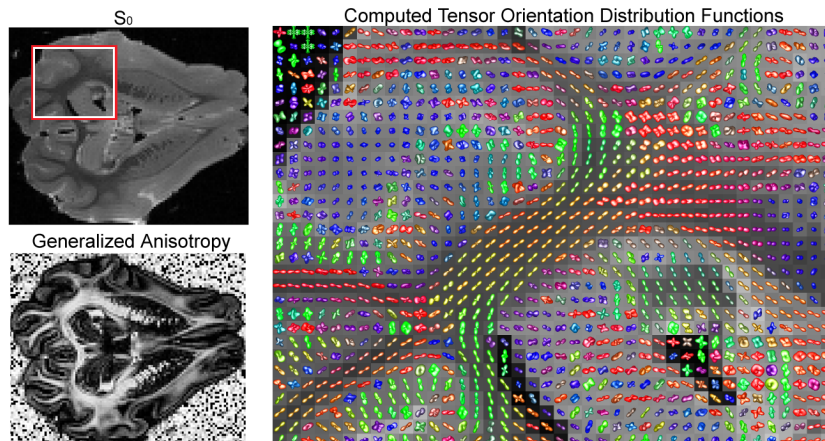 S₀
Computed Tensor Orientation Distribution Functions
Generalized Anisotropy